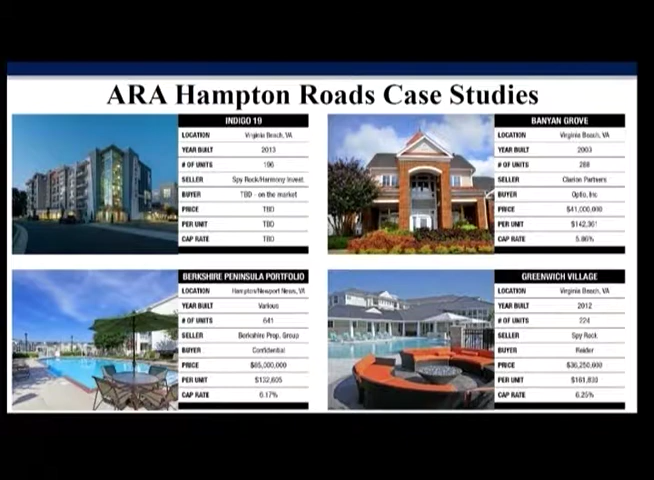 ARA Hampton Roads Case Studies
INDIGO 19
LOCATION Virginia Beach, VA
YEAR BUILT 2013
# OF UNITS 196
SELLER Spy Rock/Harmony Invest.
BUYER TBD - on the market
PRICE TBD
PER UNIT TBD
CAP RATE TBD
BANYAN GROVE
LOCATION Virginia Beach, VA
YEAR BUILT 2003
# OF UNITS 288
SELLER Clarion Partners
BUYER Inc
PRICE $41,000,000
PER UNIT $142,361
CAP RATE 5.86%
BERKSHIRE PENINSULA PORTFOLIO
LOCATION Hampton/Newport News, VA
YEAR BUILT Various
# OF UNITS 641
SELLER Berkshire Prop. Group
BUYER Confidential
PRICE $85,000,000
PER UNIT $132,605
CAP RATE 6.17%
GREENWICH VILLAGE
LOCATION Virginia Beach, VA
YEAR BUILT 2012
# OF UNITS 224
SELLER Spy Rock
BUYER
PRICE $36,250,000
PER UNIT $161,830
CAP RATE 6.25%